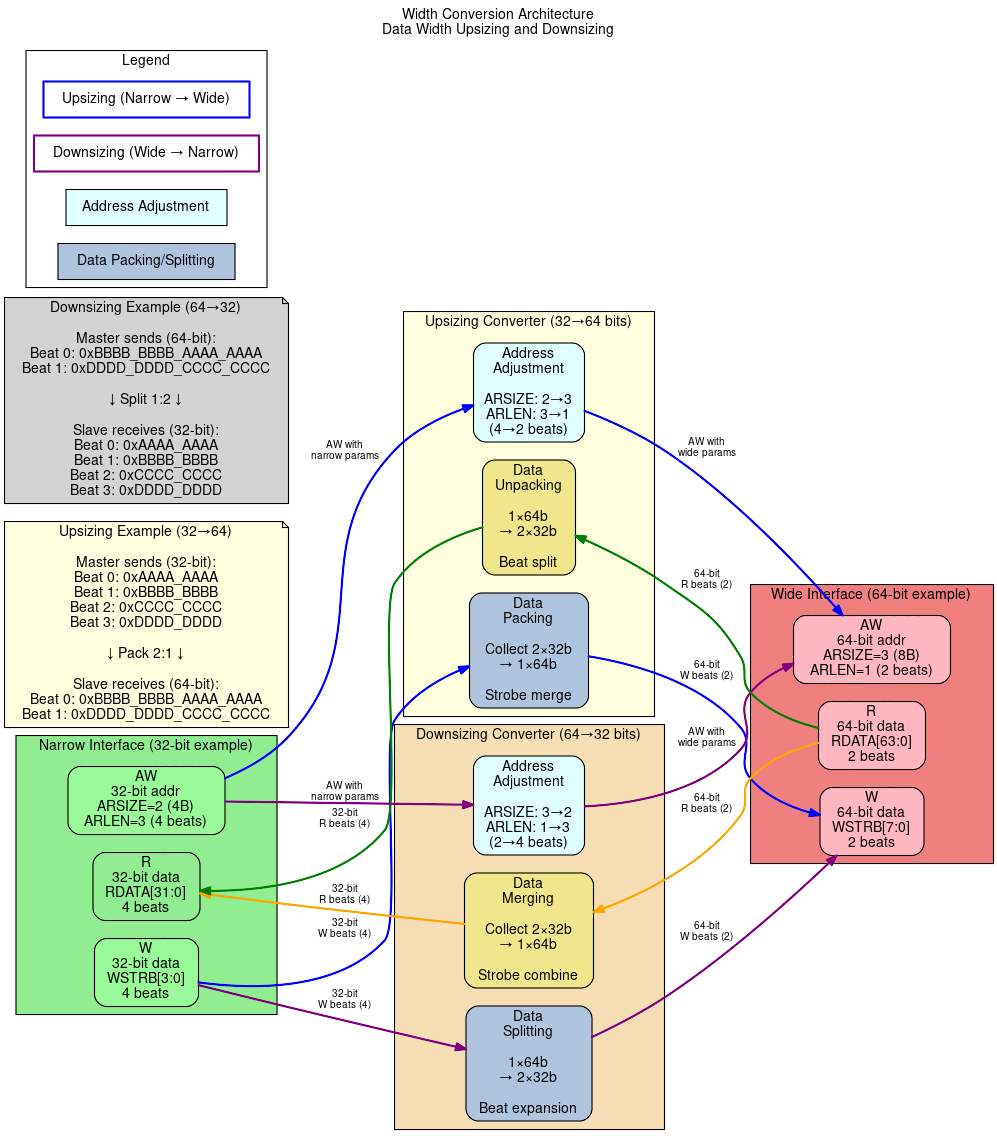 Width Conversion Architecture
Data Width Upsizing and Downsizing
Legend
Upsizing (Narrow → Wide)
Downsizing (Wide → Narrow)
Address Adjustment
Data Packing/Splitting
Downsizing Example (64→32)
Master sends (64-bit):
Beat 0: 0xBBBB_BBBB_AAAA_AAAA
Beat 1: 0xDDDD_DDDD_CCCC_CCCC
↓ Split 1:2 ↓
Slave receives (32-bit):
Beat 0: 0xAAAA_AAAA
Beat 1: 0xBBBB_BBBB
Beat 2: 0xCCCC_CCCC
Beat 3: 0xDDDD_DDDD
Upsizing Example (32→64)
Master sends (32-bit):
Beat 0: 0xAAAA_AAAA
Beat 1: 0xBBBB_BBBB
Beat 2: 0xCCCC_CCCC
Beat 3: 0xDDDD_DDDD
↓ Pack 2:1 ↓
Slave receives (64-bit):
Beat 0: 0xBBBB_BBBB_AAAA_AAAA
Beat 1: 0xDDDD_DDDD_CCCC_CCCC
Narrow Interface (32-bit example)
AW
32-bit addr
ARSIZE=2 (4B)
ARLEN=3 (4 beats)
R
32-bit data
RDATA[31:0]
4 beats
W
32-bit data
WSTRB[3:0]
4 beats
AW with
narrow params
AW with
narrow params
32-bit
R beats (4)
32-bit
R beats (4)
32-bit
W beats (4)
32-bit
W beats (4)
Upsizing Converter (32→64 bits)
Address
Adjustment
ARSIZE: 2→3
ARLEN: 3→1
(4→2 beats)
Data
Unpacking
1×64b
→ 2×32b
Beat split
Data
Packing
Collect 2×32b
→ 1×64b
Strobe merge
Downsizing Converter (64→32 bits)
Address
Adjustment
ARSIZE: 3→2
ARLEN: 1→3
(2→4 beats)
Data
Merging
Collect 2×32b
→ 1×64b
Strobe combine
Data
Splitting
1×64b
→ 2×32b
Beat expansion
AW with
wide params
64-bit
R beats (2)
64-bit
W beats (2)
AW with
wide params
64-bit
R beats (2)
64-bit
W beats (2)
Wide Interface (64-bit example)
AW
64-bit addr
ARSIZE=3 (8B)
ARLEN=1 (2 beats)
R
64-bit data
RDATA[63:0]
2 beats
W
64-bit data
WSTRB[7:0]
2 beats